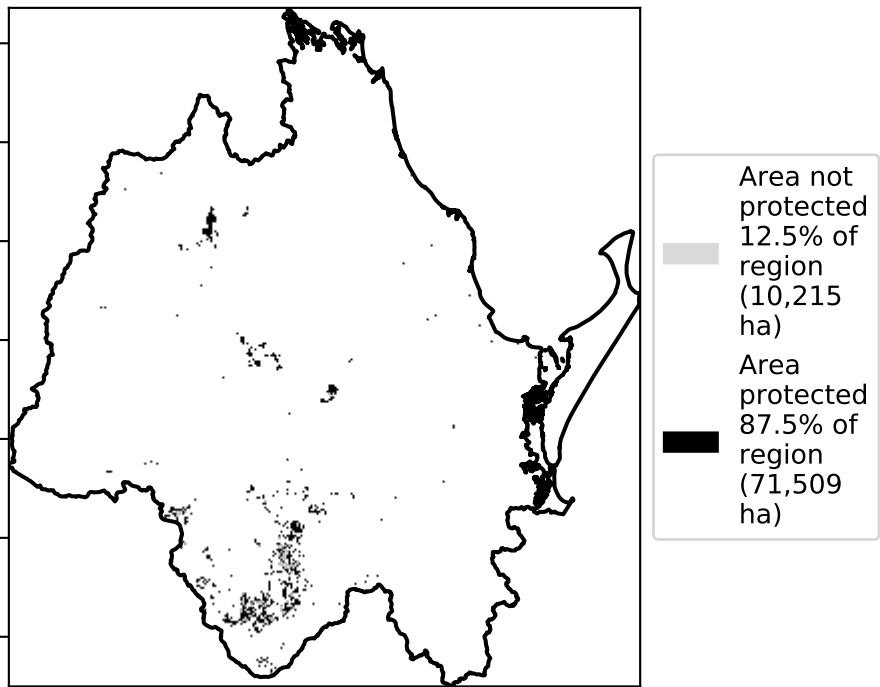 Area not
protected
12.5% of
region
(10,215
ha)
Area
protected
87.5% of
region
(71,509
ha)